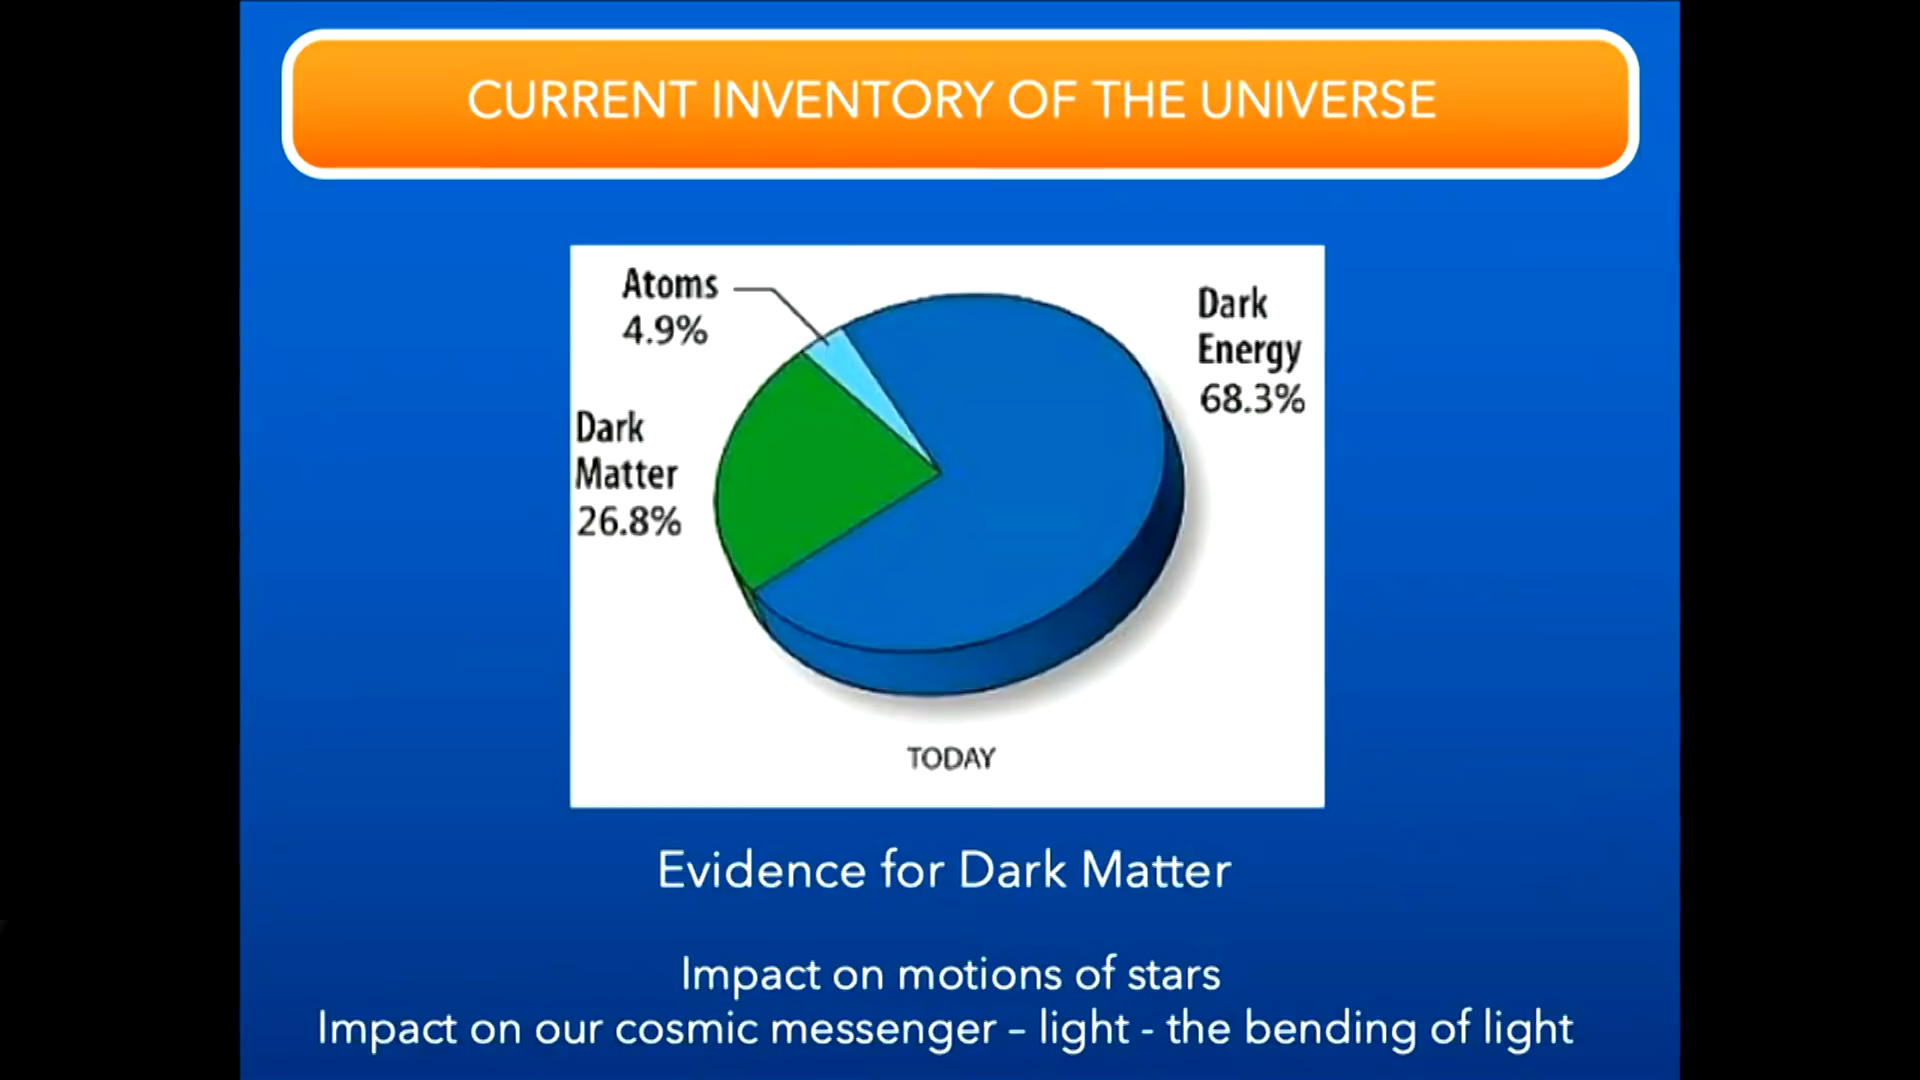 CURRENT INVENTORY OF THE UNIVERSE
Atoms
4.9%
Dark
Energy
68.3%
Dark
Matter
26.8%
TODAY
Evidence for Dark Matter
Impact on motions of stars
Impact on our cosmic messenger – light - the bending of light